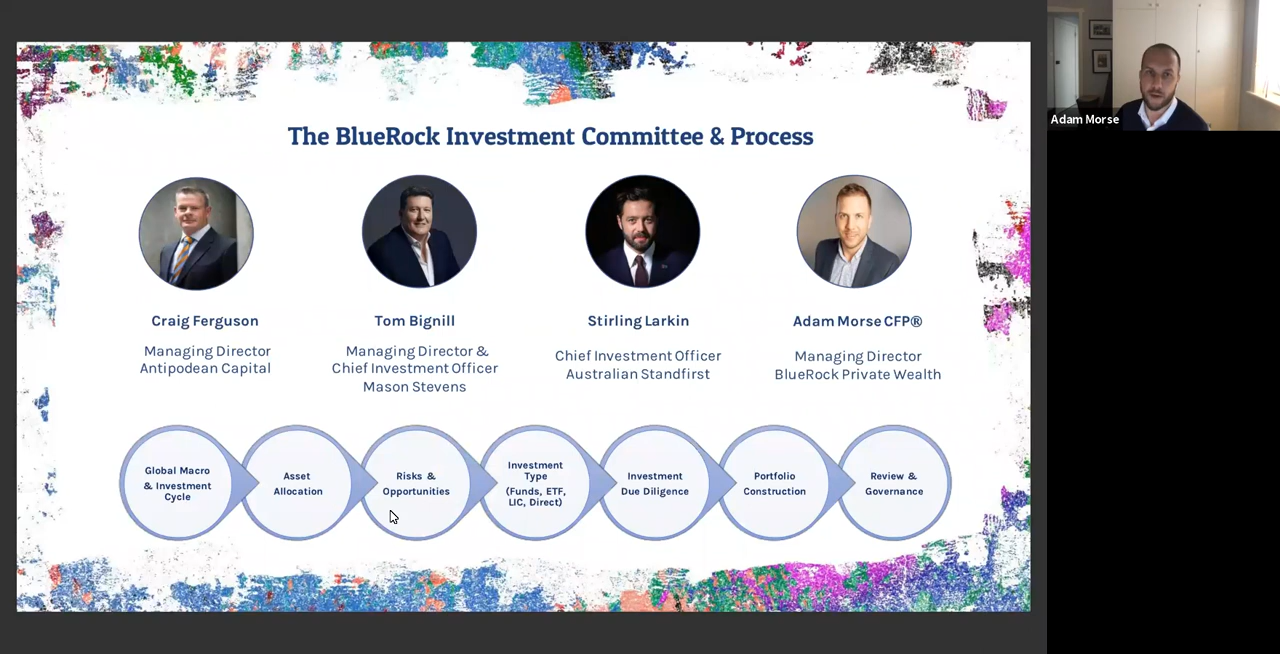 The BlueRock Investment Committee & Process
Adam Morse
Craig Ferguson
Managing Director
Antipodean Capital
Tom Bignill
Managing Director &
Chief Investment Officer
Mason Stevens
Stirling Larkin
Chief Investment Officer
Australian Standfirst
Adam Morse CFP®
Managing Director
BlueRock Private Wealth
Global Macro
& Investment
Cycle
Asset
Allocation
Risks &
Opportunities
Investment
Type
(Funds, ETF,
LIC, Direct)
Investment
Due Diligence
Portfolio
Construction
Review &
Governance